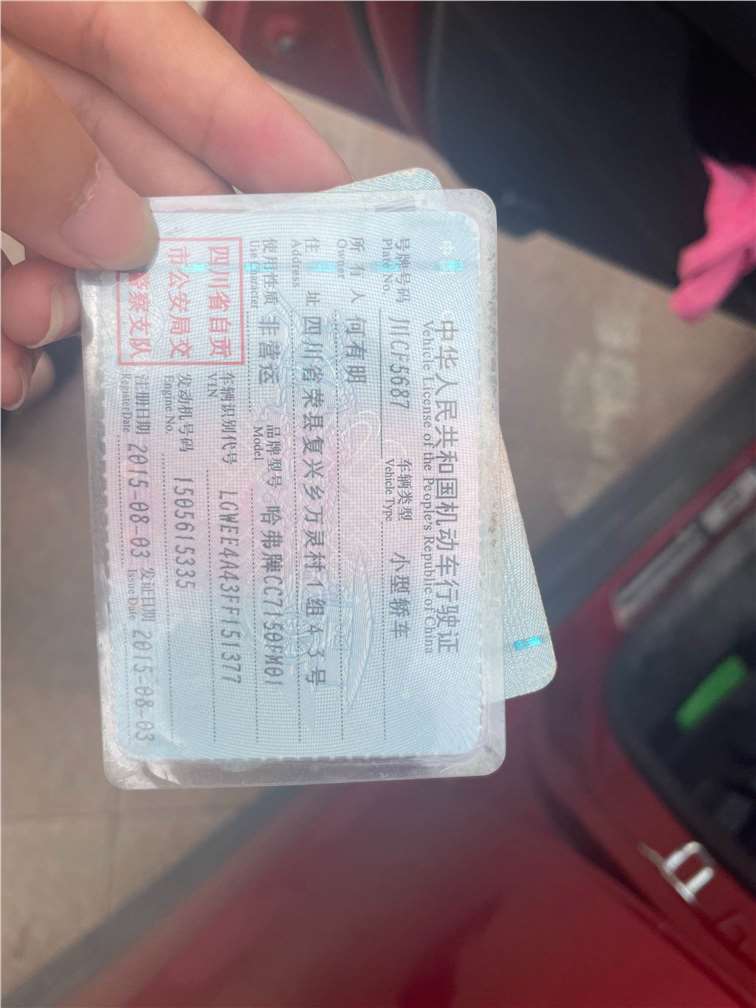 中华人民共和国机动车行驶证
Vehicle License of the People's Republic of China
号牌号码 川CF5687 车辆类型 小型轿车
Plate No. Vehicle Type
所有人 何有明
Owner
住址 四川省荣县复兴乡万灵村4组43号
Address
使用性质 非营运 品牌型号 哈弗牌CC7150FM01
Use Character Model
四川省自贡
市公安局交
警察支队
车辆识别代号 LGWEE4A43FF151377
VIN
发动机号码 1505615335
Engine No.
注册日期 2015-08-03 发证日期 2015-08-03
Register Date Issue Date